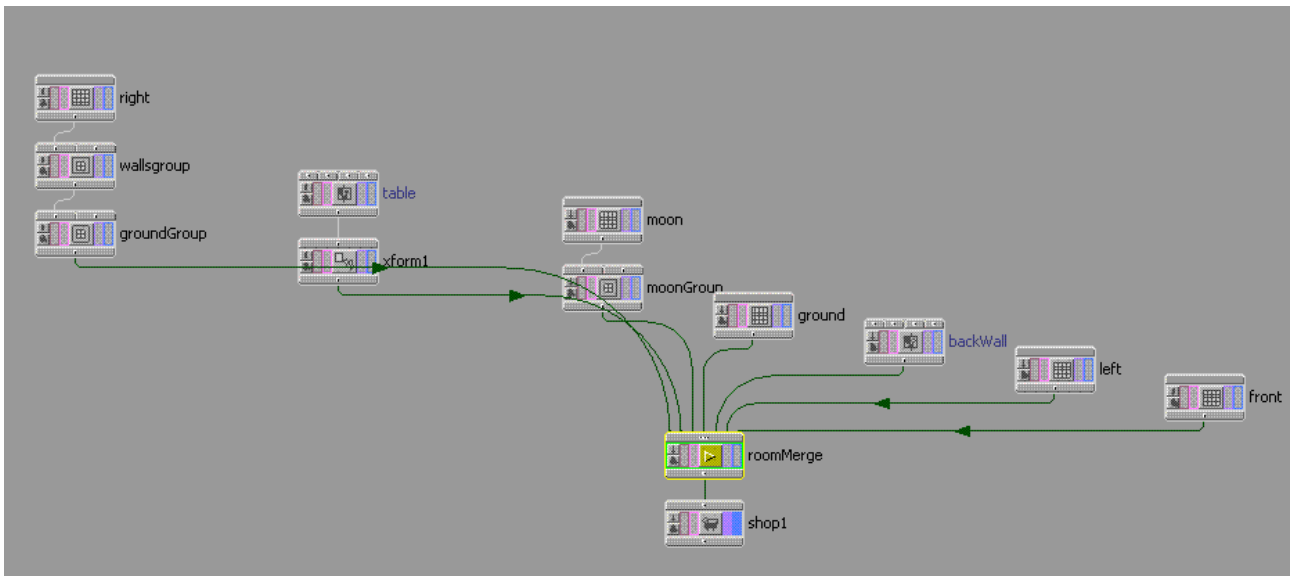 right
wallsgroup
table
groundGroup
moon
xform1
moonGroup
ground
backWall
left
front
roomMerge
shop1